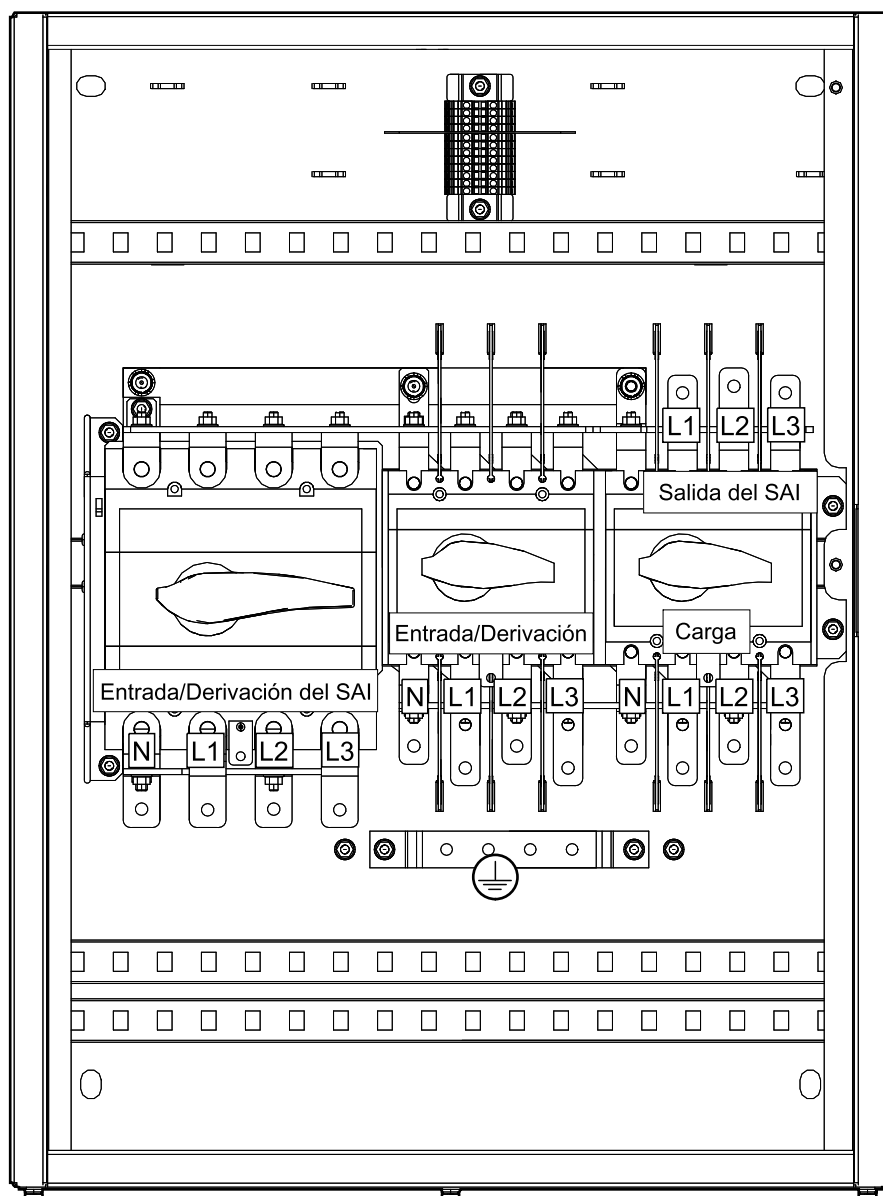 L1 L2 L3
Salida del SAI
Entrada/Derivación
Carga
Entrada/Derivación del SAI
N L1 L2 L3
N L1 L2 L3
N L1 L2 L3